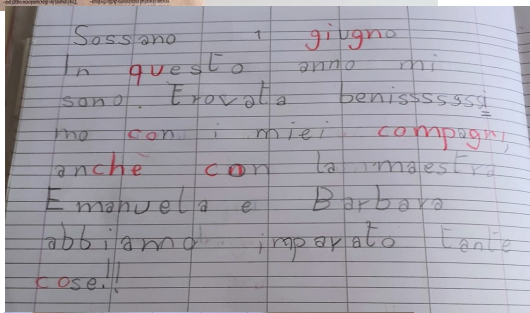 Sossano 1 giugno
In questo anno mi
sono. trovata benisssssssi
mo con i miei compagni,
anche con la maestra
Emanuela e Barbara
abbiamo imparato tante
cose!!